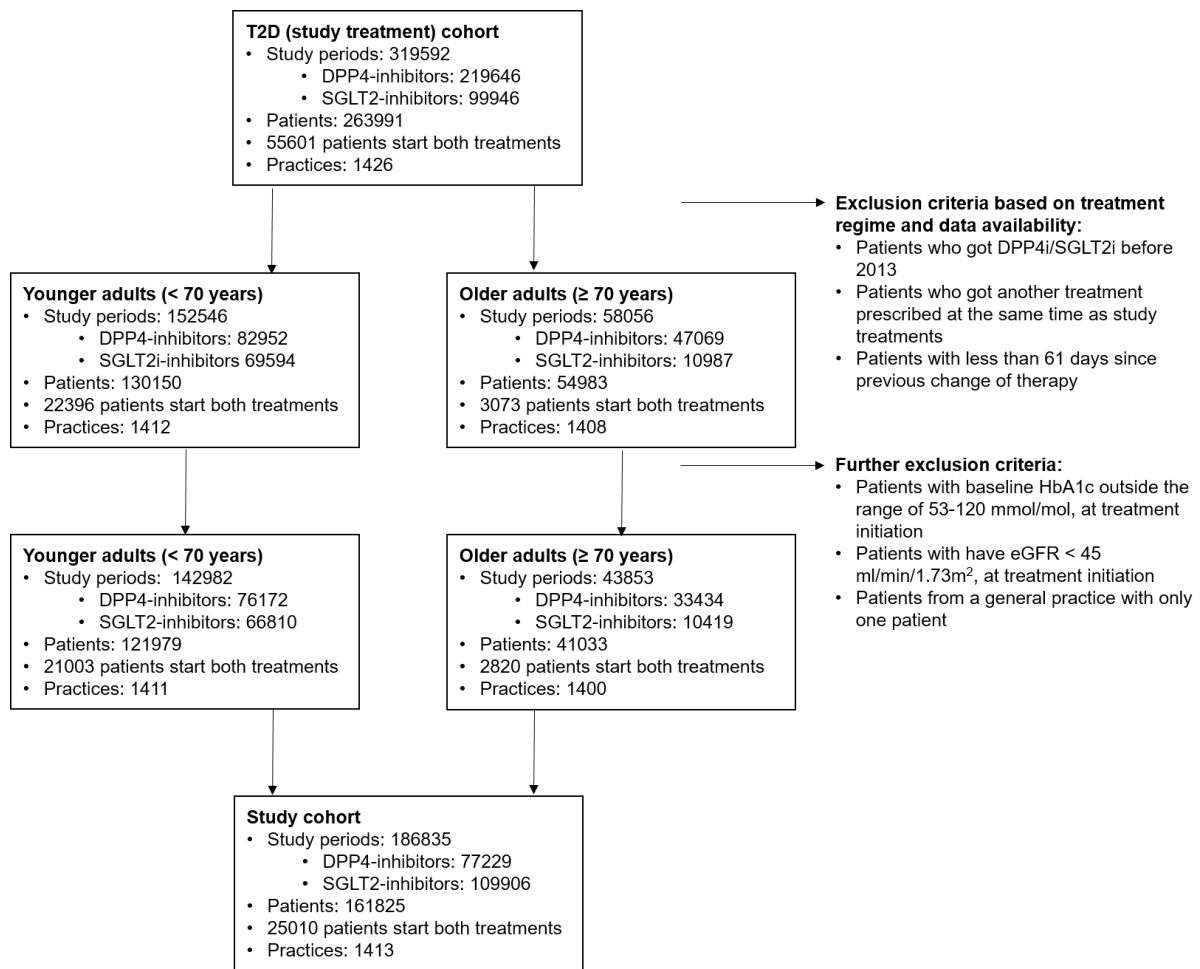 T2D (study treatment) cohort
• Study periods: 319592
• DPP4-inhibitors: 219646
• SGLT2-inhibitors: 99946
• Patients: 263991
• 55601 patients start both treatments
• Practices: 1426
Exclusion criteria based on treatment
regime and data availability:
• Patients who got DPP4i/SGLT2i before
2013
• Patients who got another treatment
prescribed at the same time as study
treatments
• Patients with less than 61 days since
previous change of therapy
Younger adults (< 70 years)
• Study periods: 152546
• DPP4-inhibitors: 82952
• SGLT2i-inhibitors 69594
• Patients: 130150
• 22396 patients start both treatments
• Practices: 1412
Older adults (≥ 70 years)
• Study periods: 58056
• DPP4-inhibitors: 47069
• SGLT2-inhibitors: 10987
• Patients: 54983
• 3073 patients start both treatments
• Practices: 1408
Further exclusion criteria:
• Patients with baseline HbA1c outside the
range of 53-120 mmol/mol, at treatment
initiation
• Patients with have eGFR < 45
ml/min/1.73m², at treatment initiation
• Patients from a general practice with only
one patient
Younger adults (< 70 years)
• Study periods: 142982
• DPP4-inhibitors: 76172
• SGLT2-inhibitors: 66810
• Patients: 121979
• 21003 patients start both treatments
• Practices: 1411
Older adults (≥ 70 years)
• Study periods: 43853
• DPP4-inhibitors: 33434
• SGLT2-inhibitors: 10419
• Patients: 41033
• 2820 patients start both treatments
• Practices: 1400
Study cohort
• Study periods: 186835
• DPP4-inhibitors: 77229
• SGLT2-inhibitors: 109906
• Patients: 161825
• 25010 patients start both treatments
• Practices: 1413